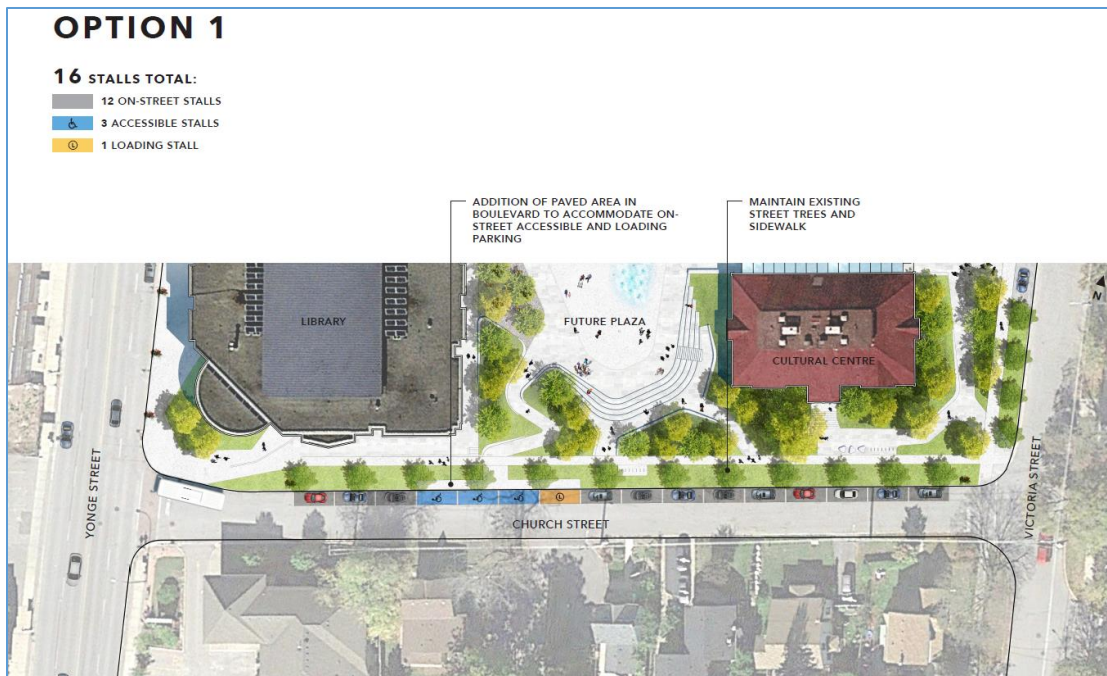 OPTION 1
16 STALLS TOTAL:
12 ON-STREET STALLS
3 ACCESSIBLE STALLS
L 1 LOADING STALL
ADDITION OF PAVED AREA IN
BOULEVARD TO ACCOMMODATE ON-
STREET ACCESSIBLE AND LOADING
PARKING
MAINTAIN EXISTING
STREET TREES AND
SIDEWALK
N
LIBRARY
FUTURE PLAZA
CULTURAL CENTRE
YONGE STREET
VICTORIA STREET
L
CHURCH STREET